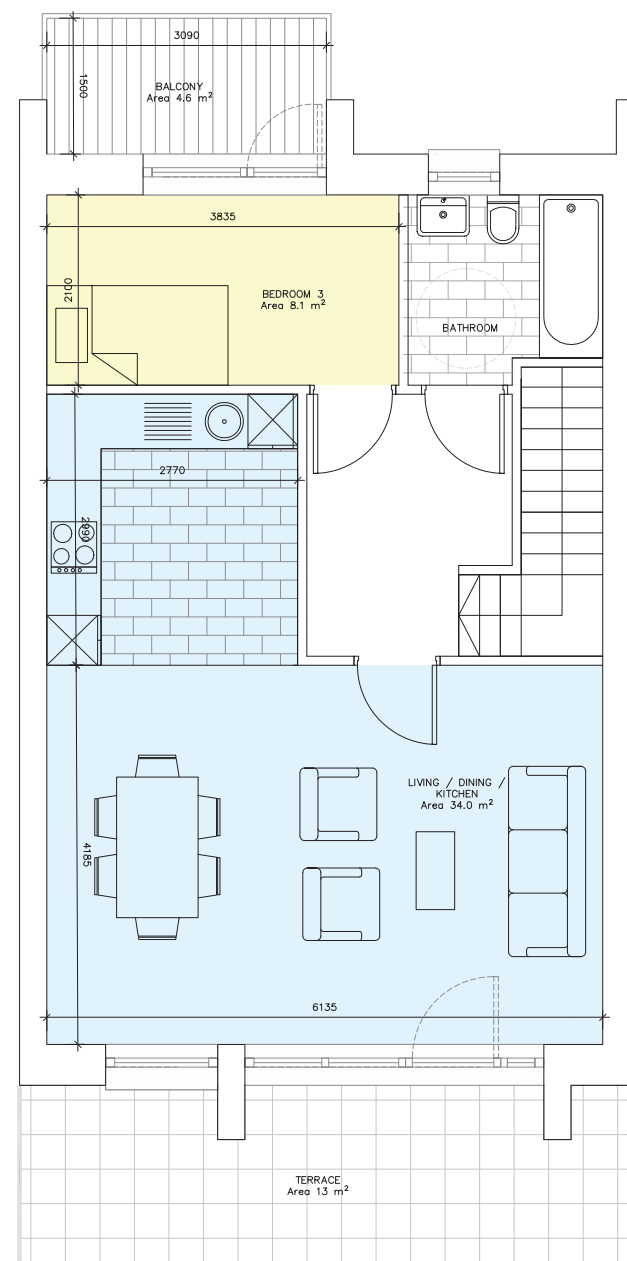 3090
1500
BALCONY
Area 4.6 m²
3835
2100
BEDROOM 3
Area 8.1 m²
BATHROOM
2770
2990
LIVING / DINING /
KITCHEN
Area 34.0 m²
4185
6135
TERRACE
Area 13 m²